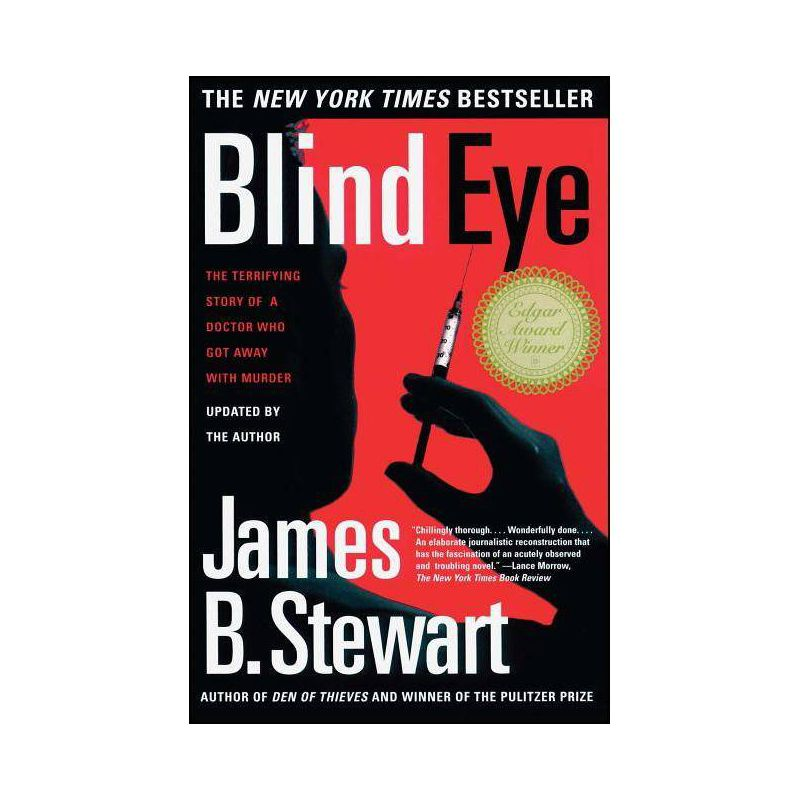 THE NEW YORK TIMES BESTSELLER
Blind Eye
THE TERRIFYING
STORY OF A
DOCTOR WHO
GOT AWAY
WITH MURDER
UPDATED BY
THE AUTHOR
Edgar
Award
Winner
James
B. Stewart
"Chillingly thorough. . . . Wonderfully done. . . .
An elaborate journalistic reconstruction that
has the fascination of an acutely observed
and troubling novel." —Lance Morrow,
The New York Times Book Review
AUTHOR OF DEN OF THIEVES AND WINNER OF THE PULITZER PRIZE